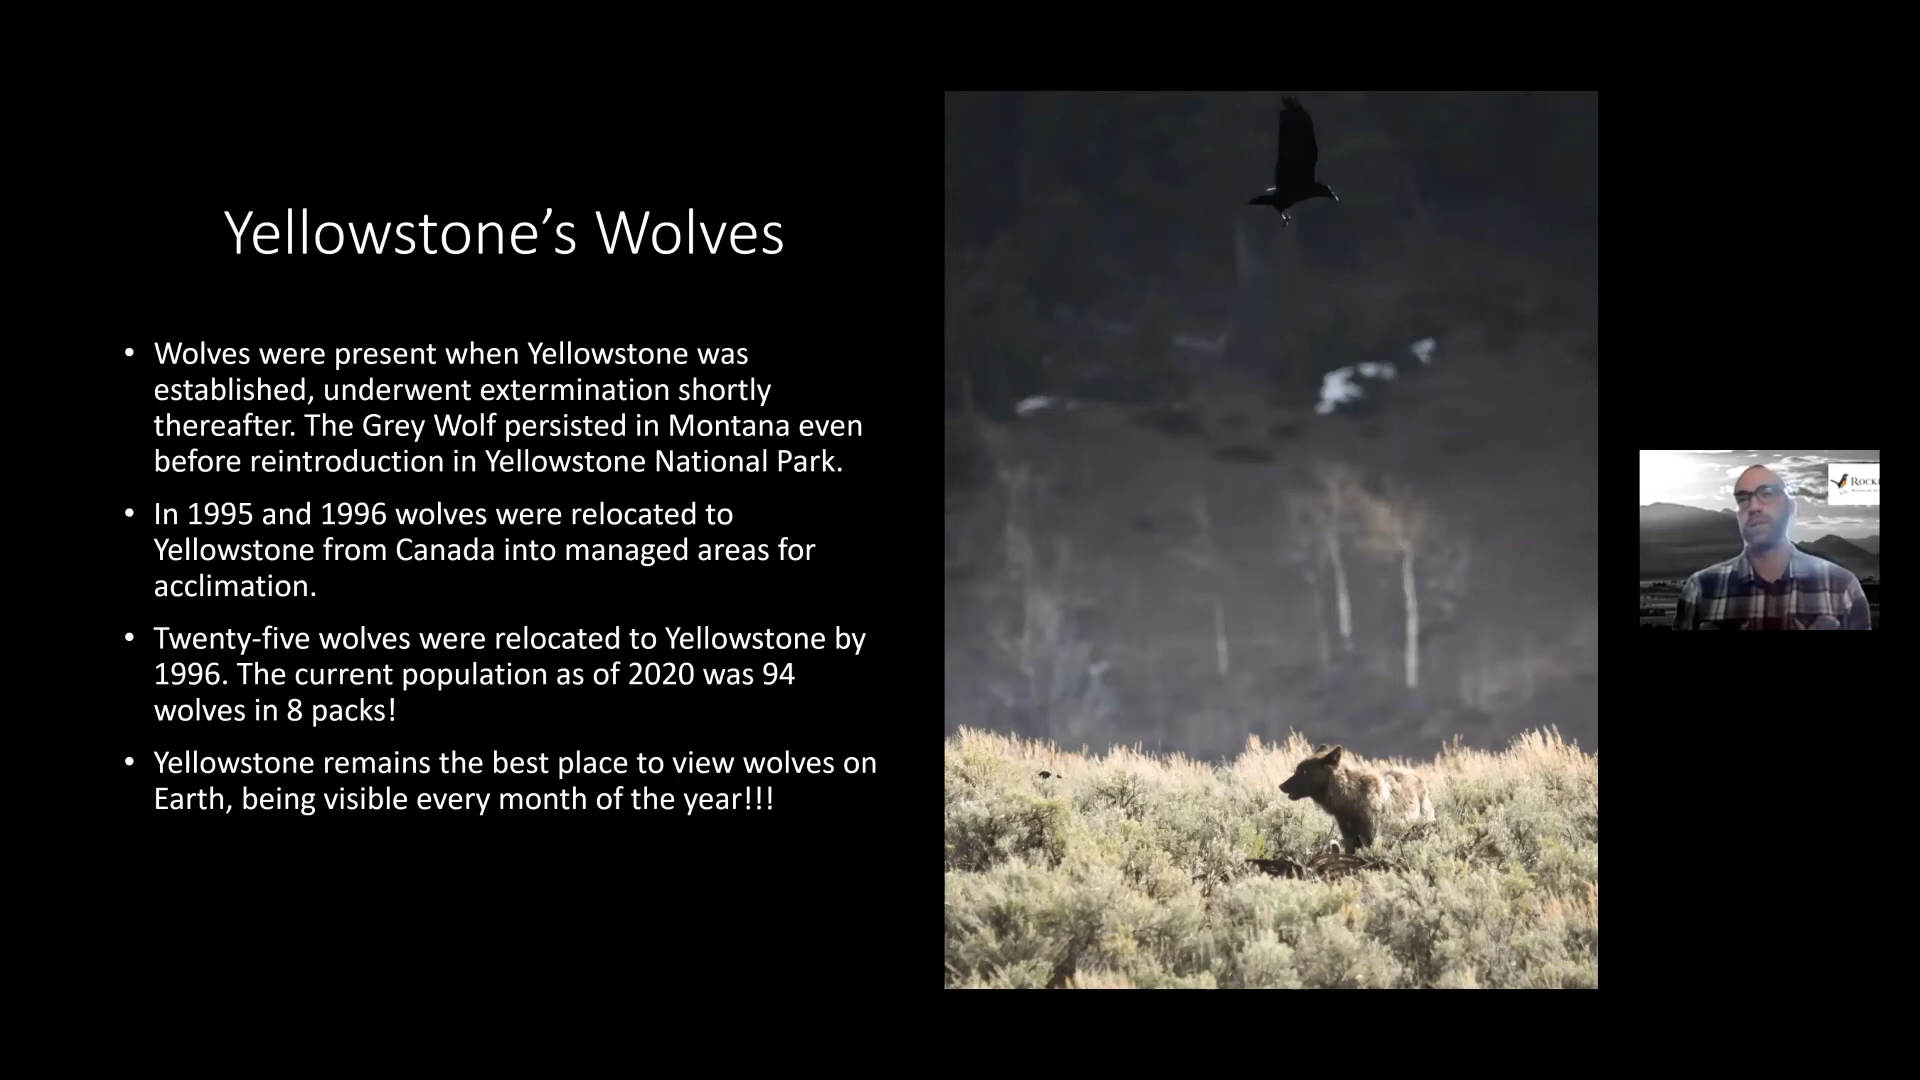 Yellowstone’s Wolves
• Wolves were present when Yellowstone was
established, underwent extermination shortly
thereafter. The Grey Wolf persisted in Montana even
before reintroduction in Yellowstone National Park.
• In 1995 and 1996 wolves were relocated to
Yellowstone from Canada into managed areas for
acclimation.
• Twenty-five wolves were relocated to Yellowstone by
1996. The current population as of 2020 was 94
wolves in 8 packs!
• Yellowstone remains the best place to view wolves on
Earth, being visible every month of the year!!!